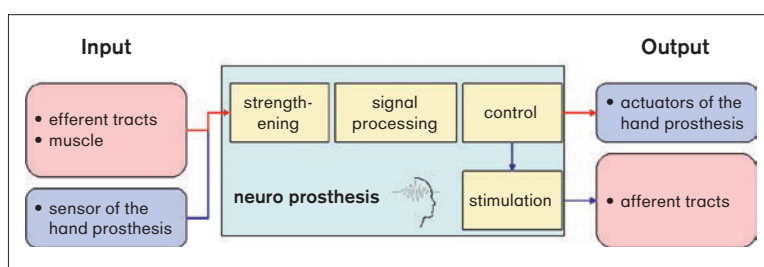 Input
Output
• efferent tracts
• muscle
• sensor of the
hand prosthesis
strength-
ening
signal
processing
control
neuro prosthesis
stimulation
• actuators of the
hand prosthesis
• afferent tracts